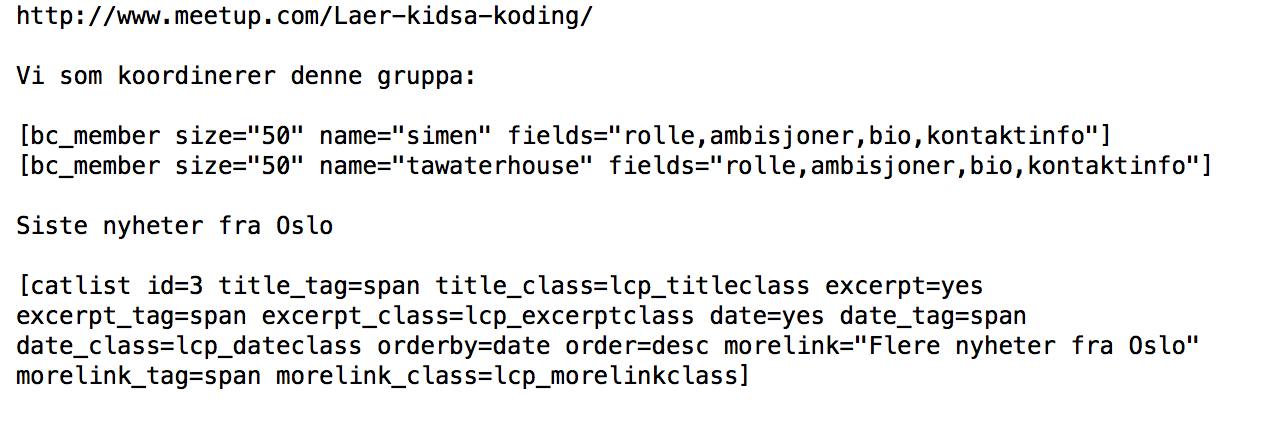 http://www.meetup.com/Laer-kidsa-koding/
Vi som koordinerer denne gruppa:
[bc_member size="50" name="simen" fields="rolle,ambisjoner,bio,kontaktinfo"]
[bc_member size="50" name="tawaterhouse" fields="rolle,ambisjoner,bio,kontaktinfo"]
Siste nyheter fra Oslo
[catlist id=3 title_tag=span title_class=lcp_titleclass excerpt=yes
excerpt_tag=span excerpt_class=lcp_excerptclass date=yes date_tag=span
date_class=lcp_dateclass orderby=date order=desc morelink="Flere nyheter fra Oslo"
morelink_tag=span morelink_class=lcp_morelinkclass]